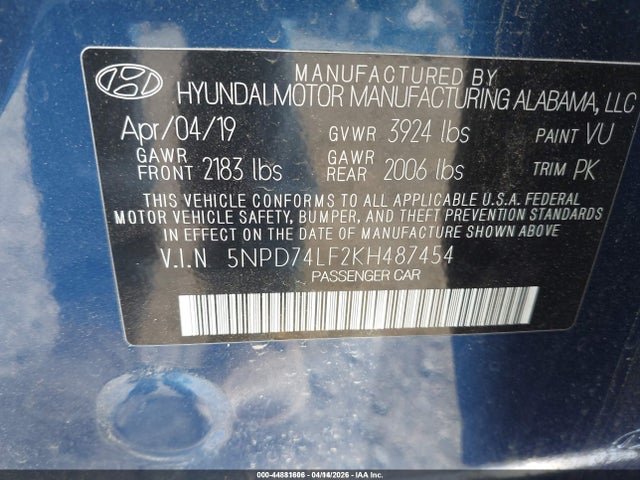 MANUFACTURED BY
HYUNDAI MOTOR MANUFACTURING ALABAMA, LLC
Apr/04/19 GVWR 3924 lbs PAINT VU
GAWR FRONT 2183 lbs GAWR REAR 2006 lbs TRIM PK
THIS VEHICLE CONFORMS TO ALL APPLICABLE U.S.A. FEDERAL
MOTOR VEHICLE SAFETY, BUMPER, AND THEFT PREVENTION STANDARDS
IN EFFECT ON THE DATE OF MANUFACTURE SHOWN ABOVE.
V.I.N 5NPD74LF2KH487454
PASSENGER CAR
000-44881606 - 04/14/2026 - IAA Inc.